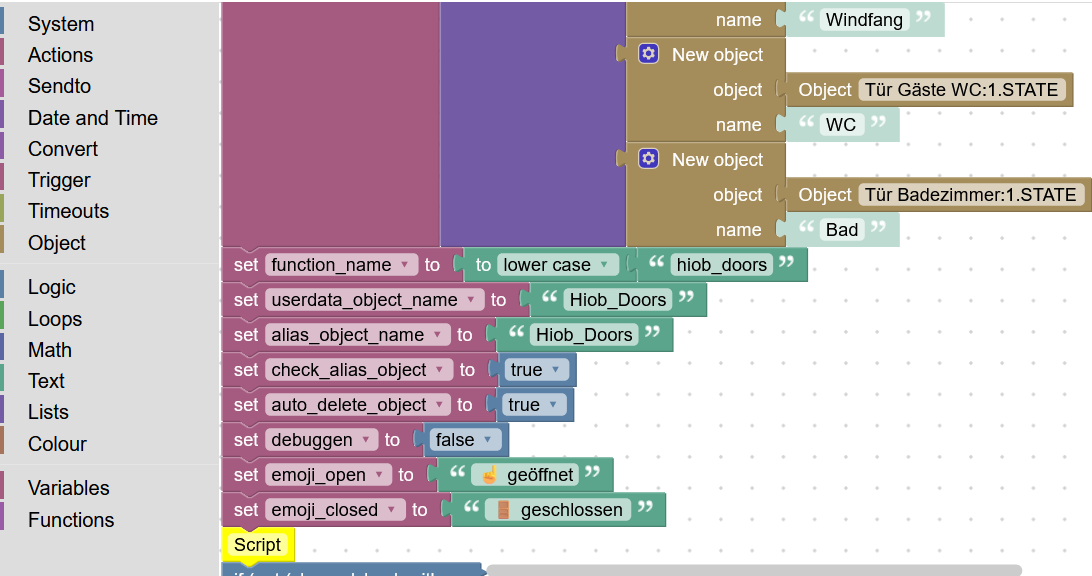 System
Actions
Sendto
Date and Time
Convert
Trigger
Timeouts
Object
Logic
Loops
Math
Text
Lists
Colour
Variables
Functions
name “ Windfang ”
New object
object Object Tür Gäste WC:1.STATE
name “ WC ”
New object
object Object Tür Badezimmer:1.STATE
name “ Bad ”
set function_name ▾ to to lower case ▾ “ hiob_doors ”
set userdata_object_name ▾ to “ Hiob_Doors ”
set alias_object_name ▾ to “ Hiob_Doors ”
set check_alias_object ▾ to true ▾
set auto_delete_object ▾ to true ▾
set debuggen ▾ to false ▾
set emoji_open ▾ to “ ☝ geöffnet ”
set emoji_closed ▾ to “ 🚪 geschlossen ”
Script